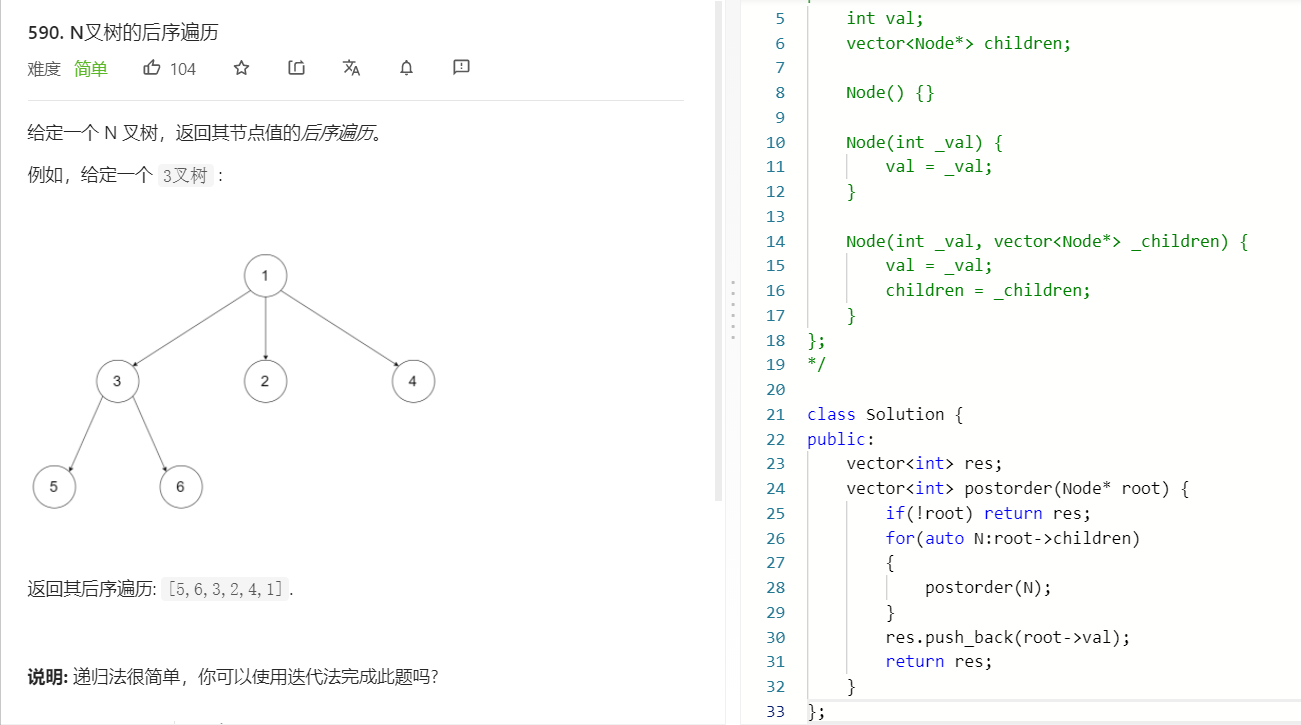 590. N叉树的后序遍历
难度 简单 104
给定一个 N 叉树，返回其节点值的后序遍历。
例如，给定一个 3叉树 :
1
3 2 4
5 6
返回其后序遍历: [5,6,3,2,4,1].
说明: 递归法很简单，你可以使用迭代法完成此题吗?
5 int val;
6 vector<Node*> children;
7
8 Node() {}
9
10 Node(int _val) {
11 val = _val;
12 }
13
14 Node(int _val, vector<Node*> _children) {
15 val = _val;
16 children = _children;
17 }
18 };
19 */
20
21 class Solution {
22 public:
23 vector<int> res;
24 vector<int> postorder(Node* root) {
25 if(!root) return res;
26 for(auto N:root->children)
27 {
28 postorder(N);
29 }
30 res.push_back(root->val);
31 return res;
32 }
33 };